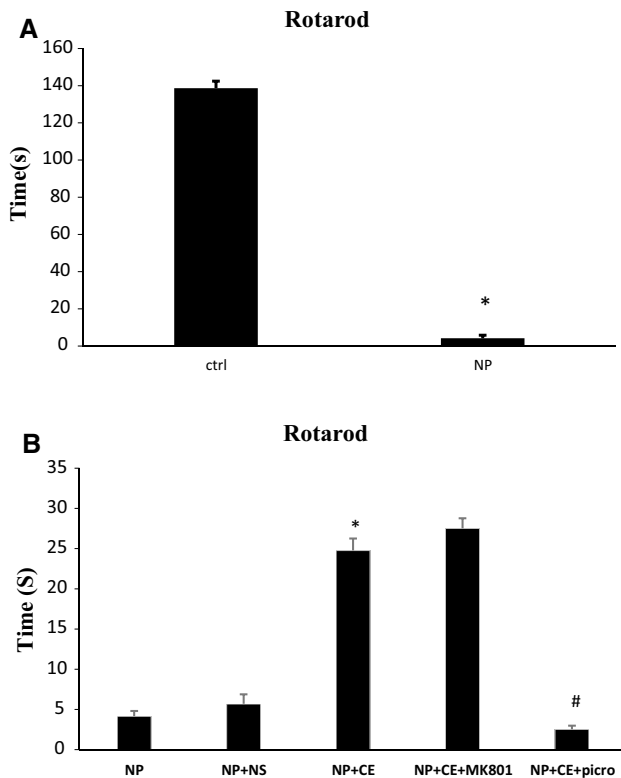 A
Rotarod
Time(s)
160
140
120
100
80
60
40
20
0
*
ctrl NP
B
Rotarod
Time (S)
35
30
25
20
15
10
5
0
*
#
NP NP+NS NP+CE NP+CE+MK801 NP+CE+picro